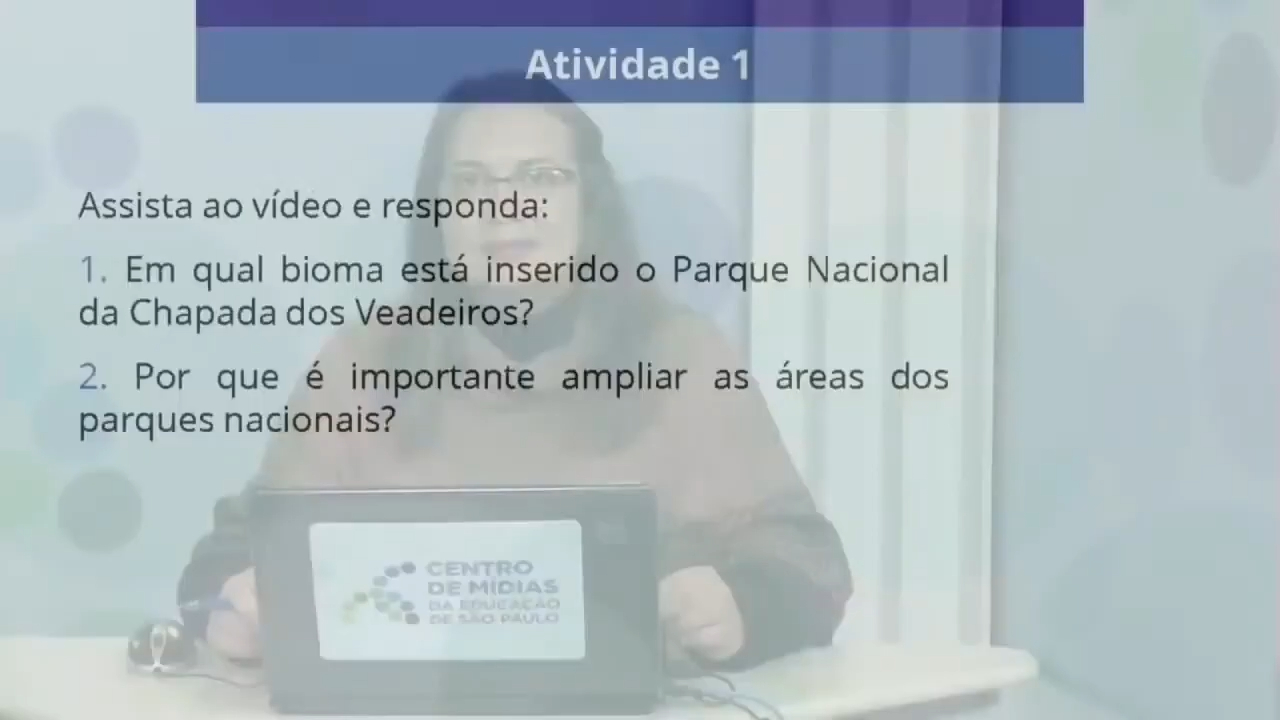 Atividade 1
Assista ao vídeo e responda:
1. Em qual bioma está inserido o Parque Nacional
da Chapada dos Veadeiros?
2. Por que é importante ampliar as áreas dos
parques nacionais?
CENTRO
DE MÍDIAS
DA EDUCAÇÃO
DE SÃO PAULO